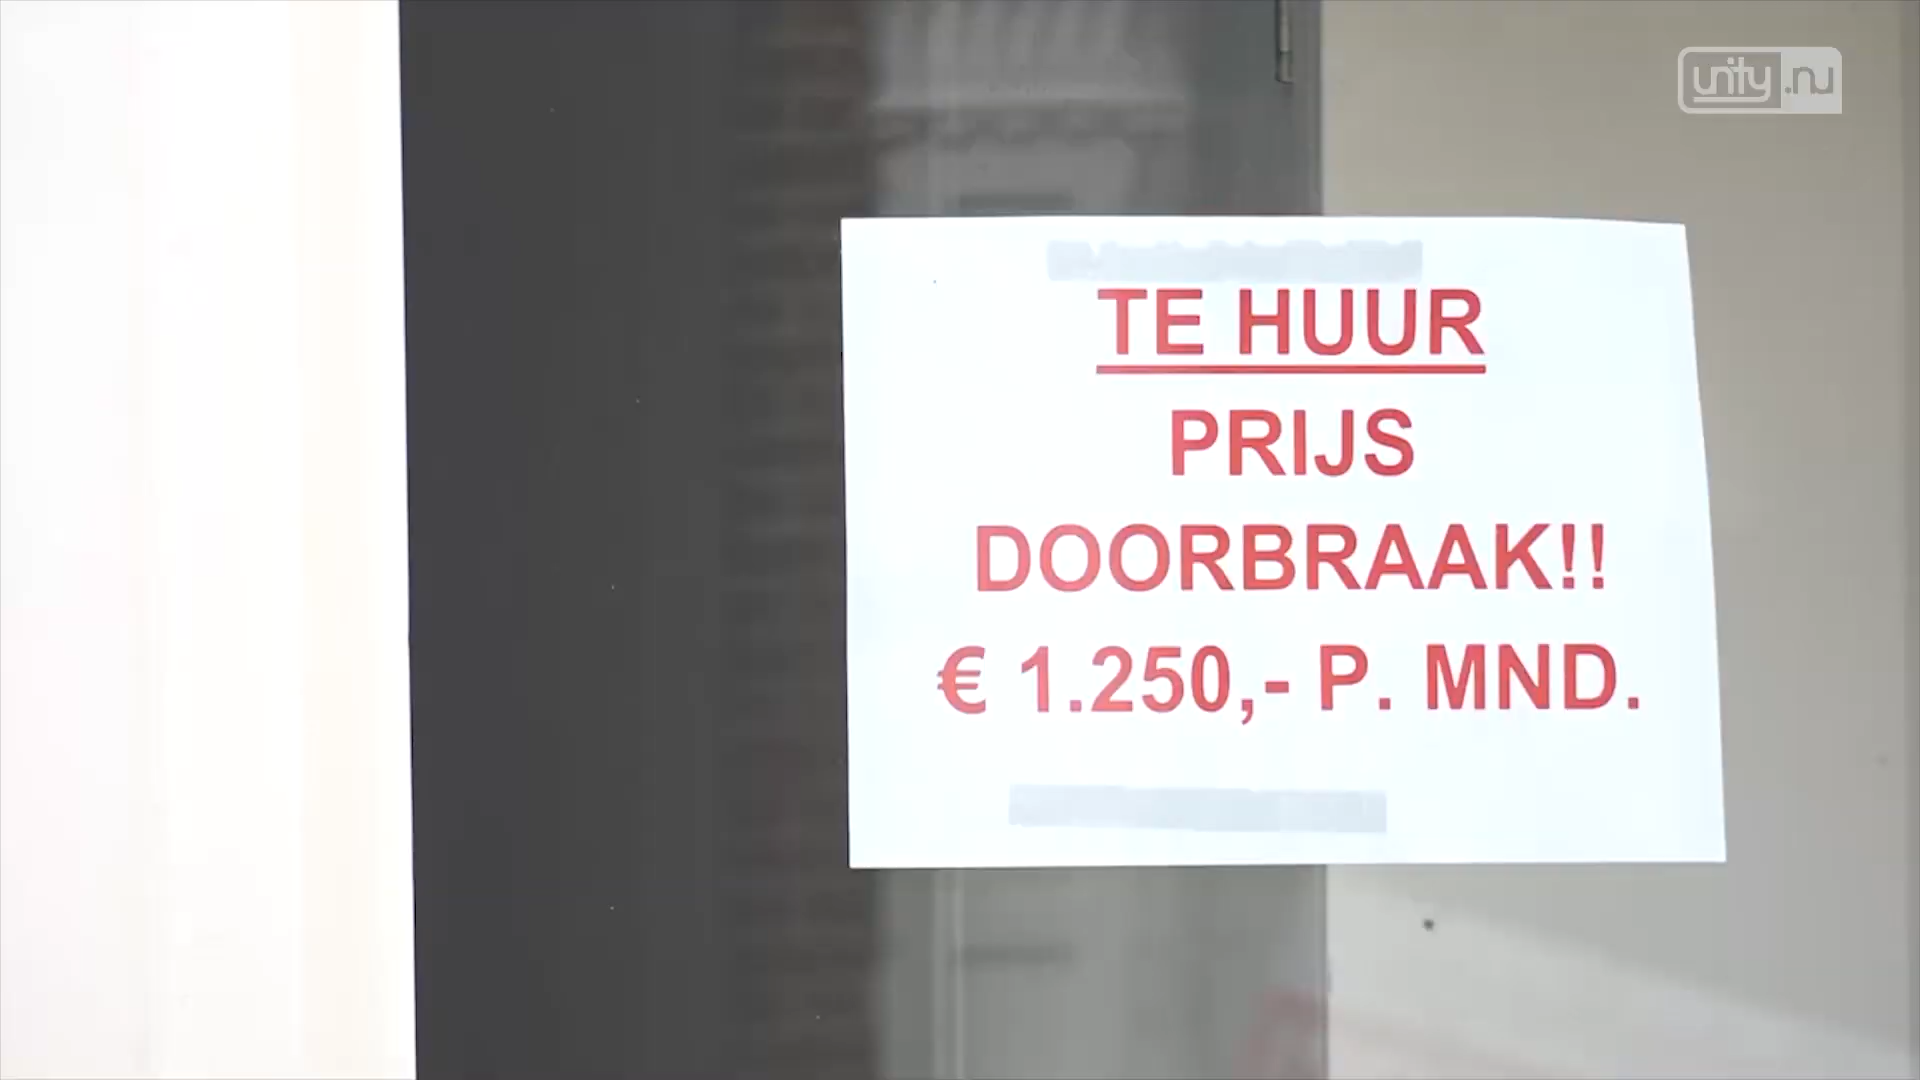 unity.nu
TE HUUR
PRIJS
DOORBRAAK!!
€ 1.250,- P. MND.